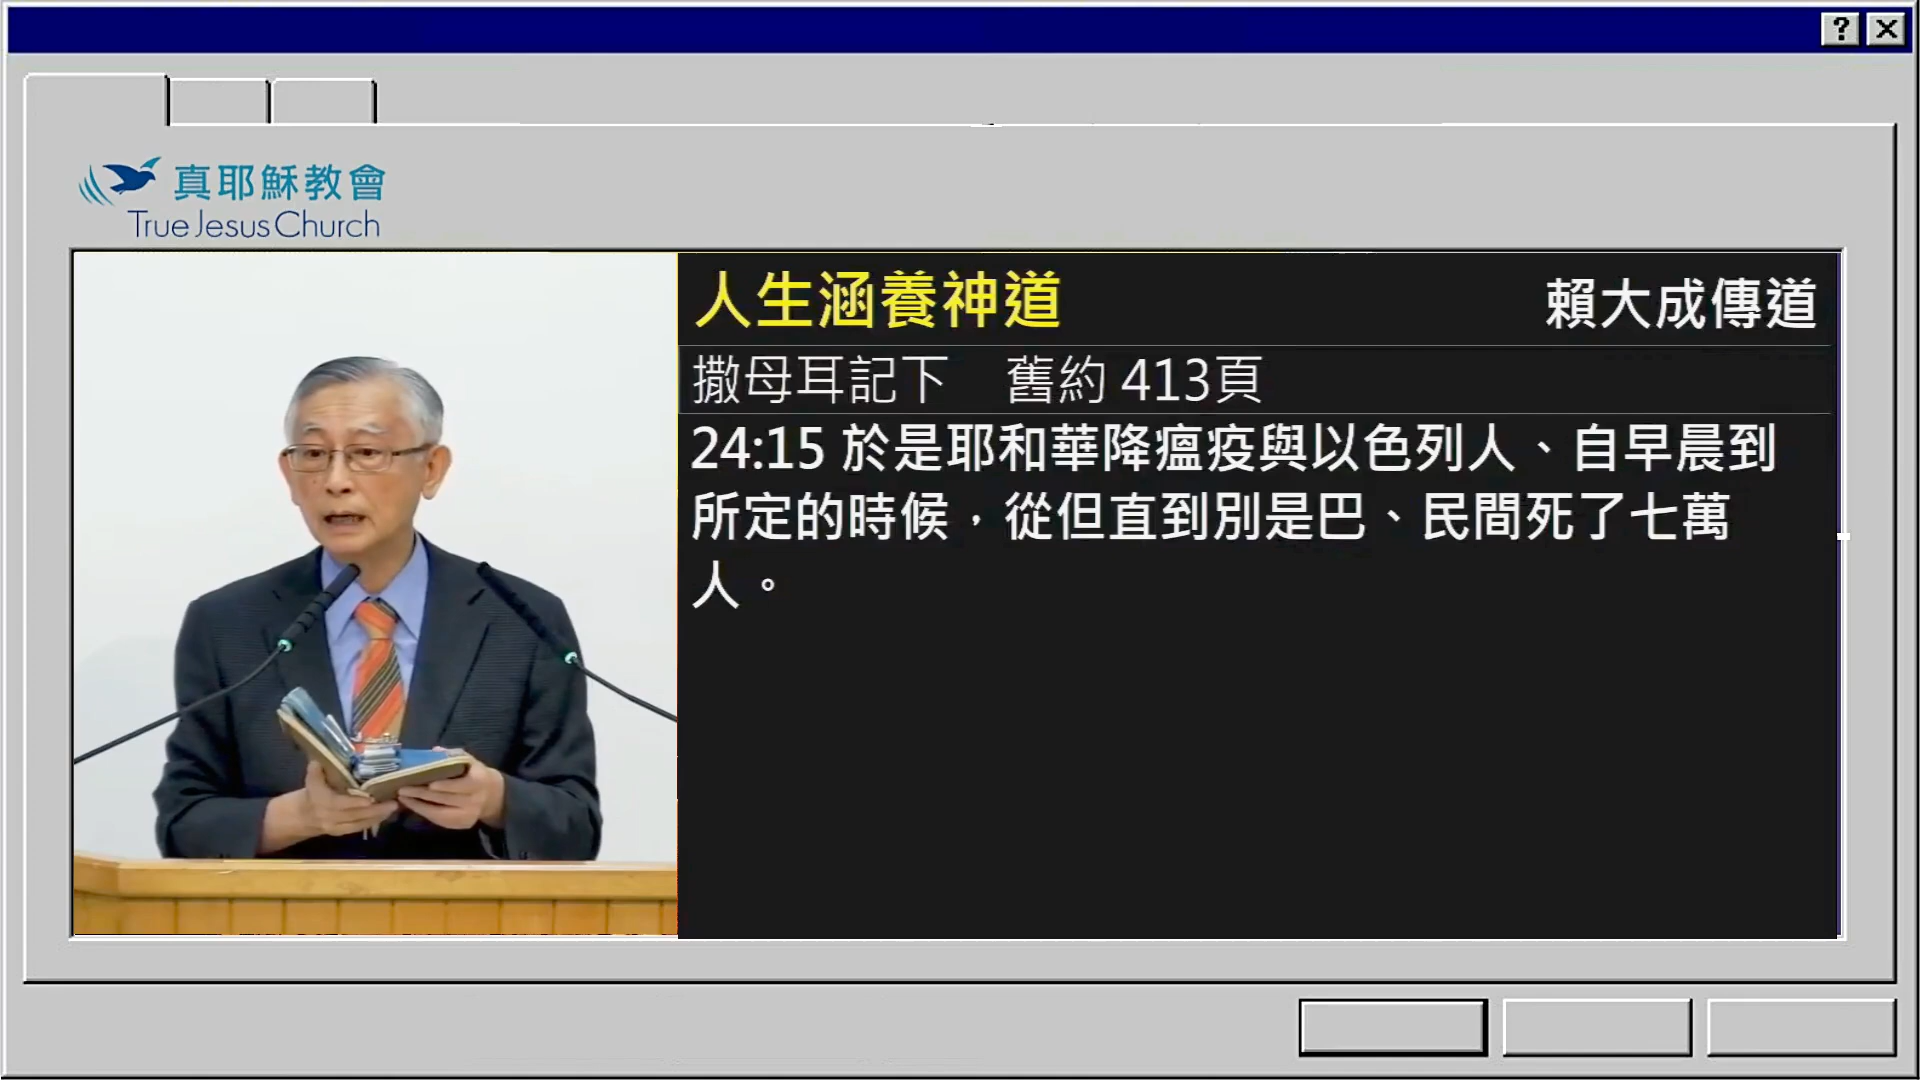 真耶穌教會
True Jesus Church
人生涵養神道 賴大成傳道
撒母耳記下 舊約 413頁
24:15 於是耶和華降瘟疫與以色列人、自早晨到
所定的時候，從但直到別是巴、民間死了七萬
人。